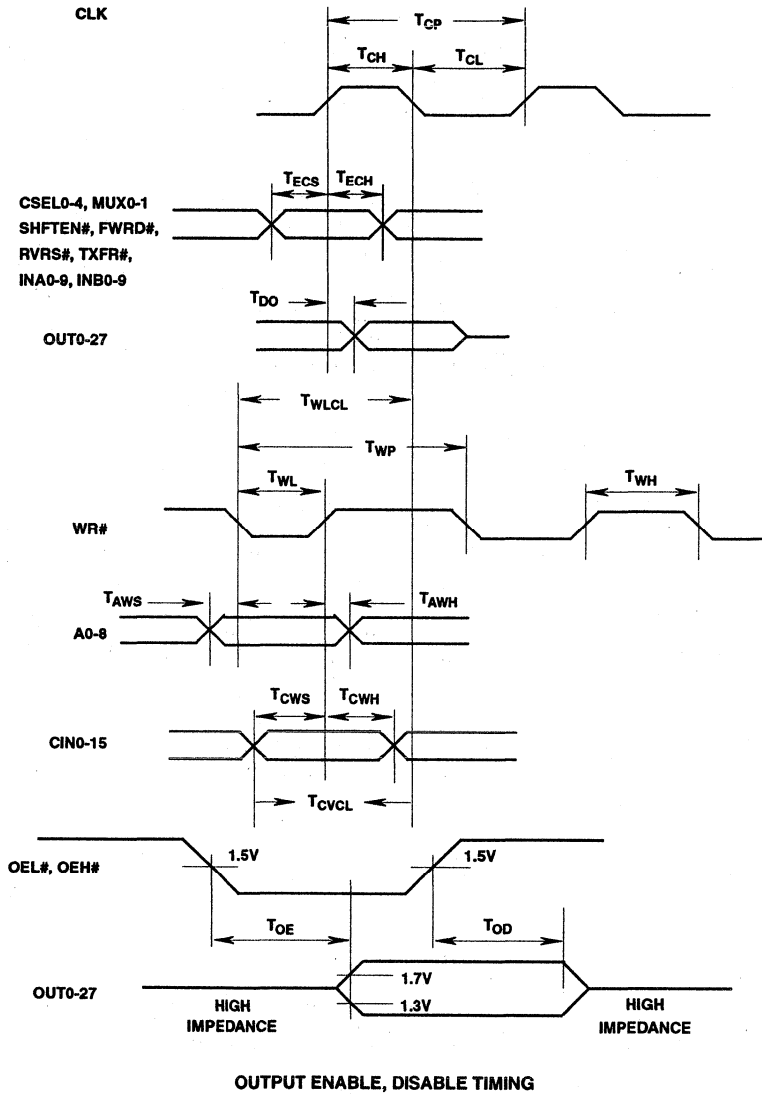 CLK
TCP
TCH
TCL
TECS
TECH
CSEL0-4, MUX0-1
SHFTEN#, FWRD#,
RVRS#, TXFR#,
INA0-9, INB0-9
TDO
OUT0-27
TWLCL
TWP
TWL
TWH
WR#
TAWS
TAWH
A0-8
TCWS
TCWH
CIN0-15
TCVCL
1.5V
1.5V
OEL#, OEH#
TOE
TOD
1.7V
OUT0-27
1.3V
HIGH
IMPEDANCE
HIGH
IMPEDANCE
OUTPUT ENABLE, DISABLE TIMING